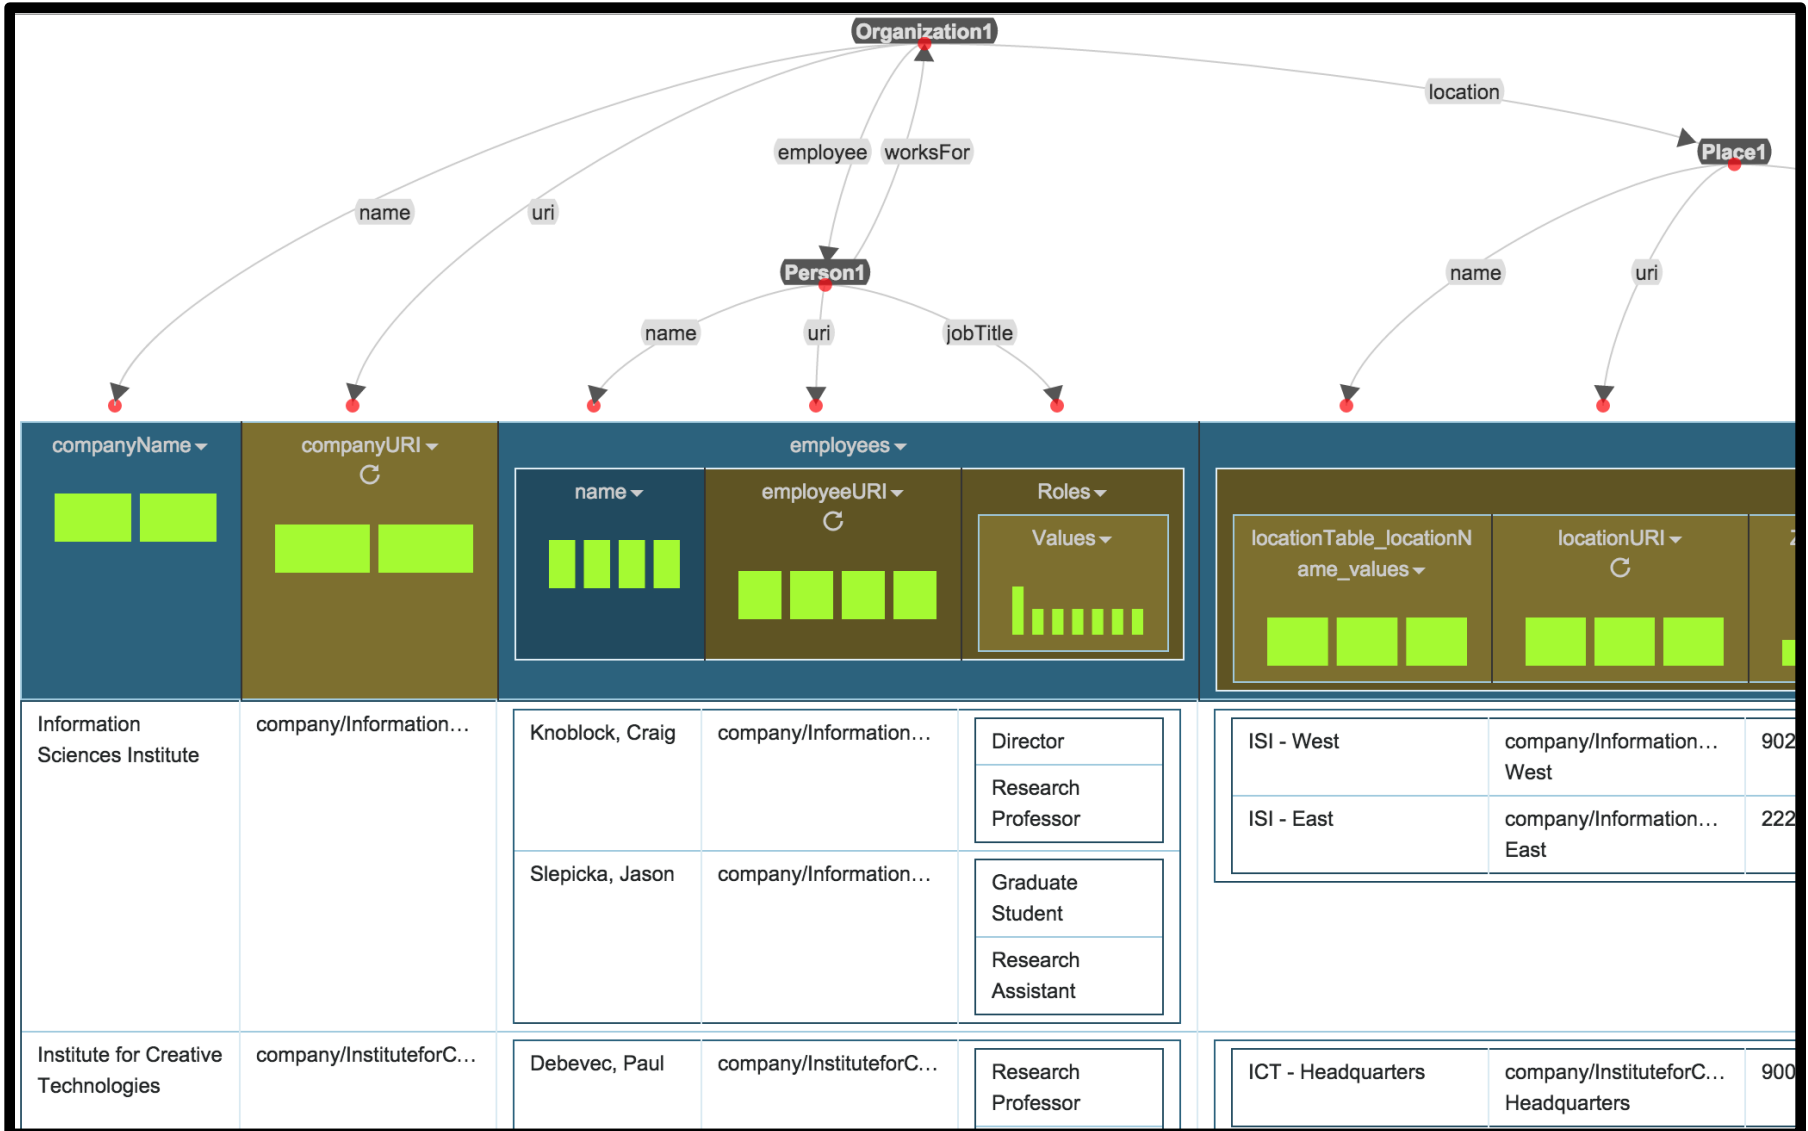 Organization1
location
employee
worksFor
Place1
name
uri
Person1
name
uri
name
uri
jobTitle
companyName
companyURI
employees
name
employeeURI
Roles
Values
locationTable_locationN
ame_values
locationURI
Information
Sciences Institute
company/Information...
Knoblock, Craig
company/Information...
Director
Research
Professor
ISI - West
company/Information...
West
902
ISI - East
company/Information...
East
222
Slepicka, Jason
company/Information...
Graduate
Student
Research
Assistant
Institute for Creative
Technologies
company/InstituteforC...
Debevec, Paul
company/InstituteforC...
Research
Professor
ICT - Headquarters
company/InstituteforC...
Headquarters
900